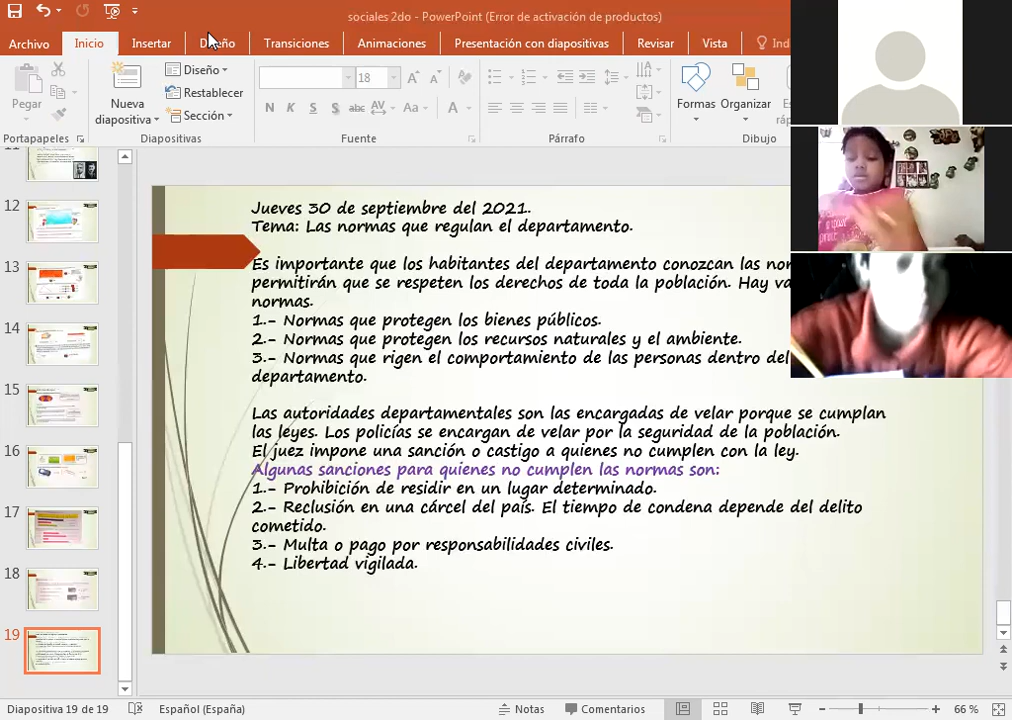 sociales 2do - PowerPoint (Error de activación de productos)
Archivo Inicio Insertar Diseño Transiciones Animaciones Presentación con diapositivas Revisar Vista Ind
Pegar
Nueva diapositiva
Diseño
Restablecer
Sección
18
N K S S abc AV Aa A
Formas
Organizar
Portapapeles Diapositivas Fuente Párrafo Dibujo
12
13
14
15
16
17
18
19
Jueves 30 de septiembre del 2021.
Tema: Las normas que regulan el departamento.
Es importante que los habitantes del departamento conozcan las
permitirán que se respeten los derechos de toda la población. Hay
normas.
1.- Normas que protegen los bienes públicos.
2.- Normas que protegen los recursos naturales y el ambiente.
3.- Normas que rigen el comportamiento de las personas dentro del
departamento.
Las autoridades departamentales son las encargadas de velar porque se cumplan
las leyes. Los policías se encargan de velar por la seguridad de la población.
El juez impone una sanción o castigo a quienes no cumplen con la ley.
Algunas sanciones para quienes no cumplen las normas son:
1.- Prohibición de residir en un lugar determinado.
2.- Reclusión en una cárcel del país. El tiempo de condena depende del delito
cometido.
3.- Multa o pago por responsabilidades civiles.
4.- Libertad vigilada.
Diapositiva 19 de 19 Español (España) Notas Comentarios 66 %